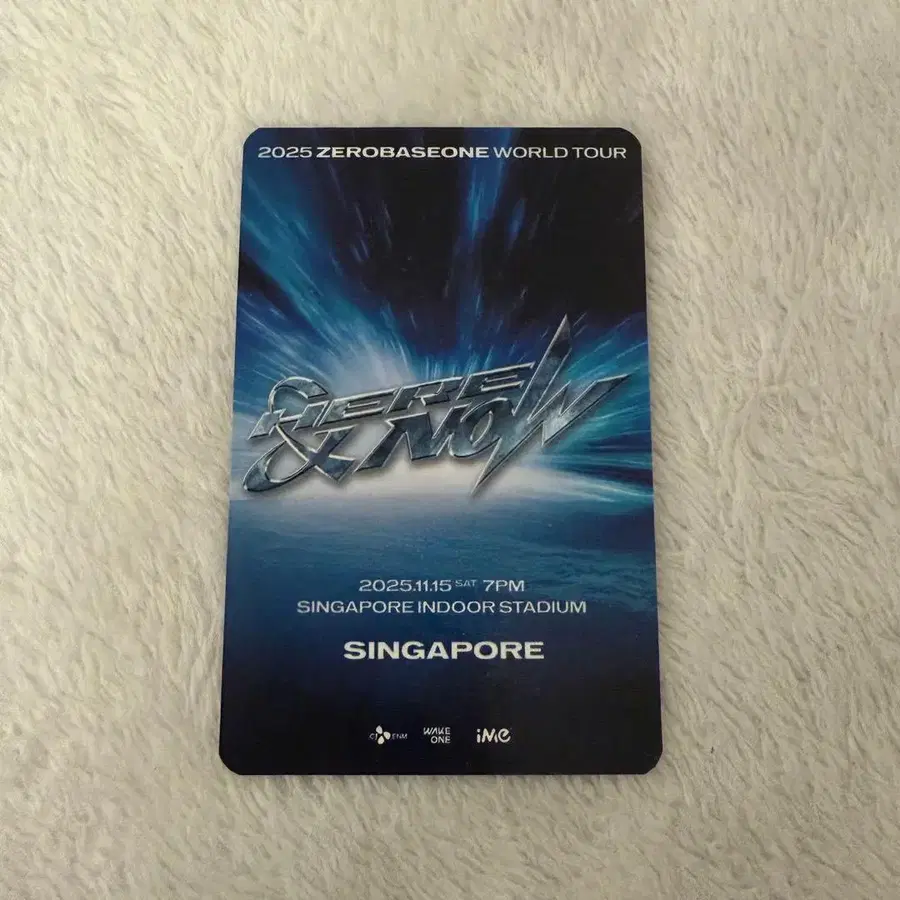 2025 ZEROBASEONE WORLD TOUR
HERE
& NOW
2025.11.15 SAT 7PM
SINGAPORE INDOOR STADIUM
SINGAPORE
CJ ENM WAKE ONE iMe